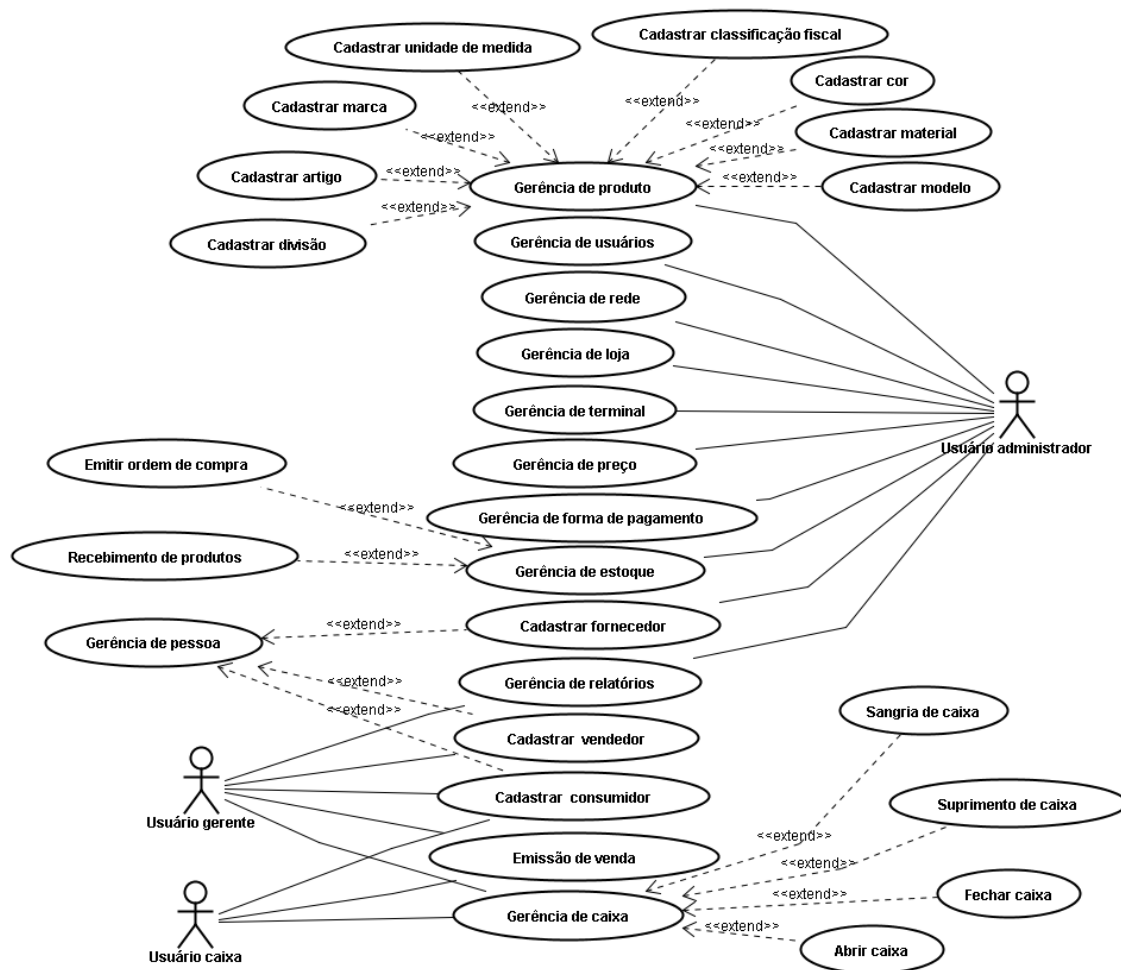 Cadastrar unidade de medida
Cadastrar classificação fiscal
Cadastrar cor
Cadastrar marca
<<extend>>
<<extend>>
<<extend>>
Cadastrar material
<<extend>>
<<extend>>
Cadastrar artigo
<<extend>>
Gerência de produto
<<extend>>
Cadastrar modelo
<<extend>>
Cadastrar divisão
Gerência de usuários
Gerência de rede
Gerência de loja
Gerência de terminal
Usuário administrador
Emitir ordem de compra
Gerência de preço
<<extend>>
Gerência de forma de pagamento
Recebimento de produtos
<<extend>>
Gerência de estoque
Gerência de pessoa
<<extend>>
Cadastrar fornecedor
<<extend>>
Gerência de relatórios
<<extend>>
Sangria de caixa
Cadastrar vendedor
Cadastrar consumidor
Usuário gerente
Suprimento de caixa
<<extend>>
Emissão de venda
<<extend>>
<<extend>>
Fechar caixa
Gerência de caixa
<<extend>>
Abrir caixa
Usuário caixa